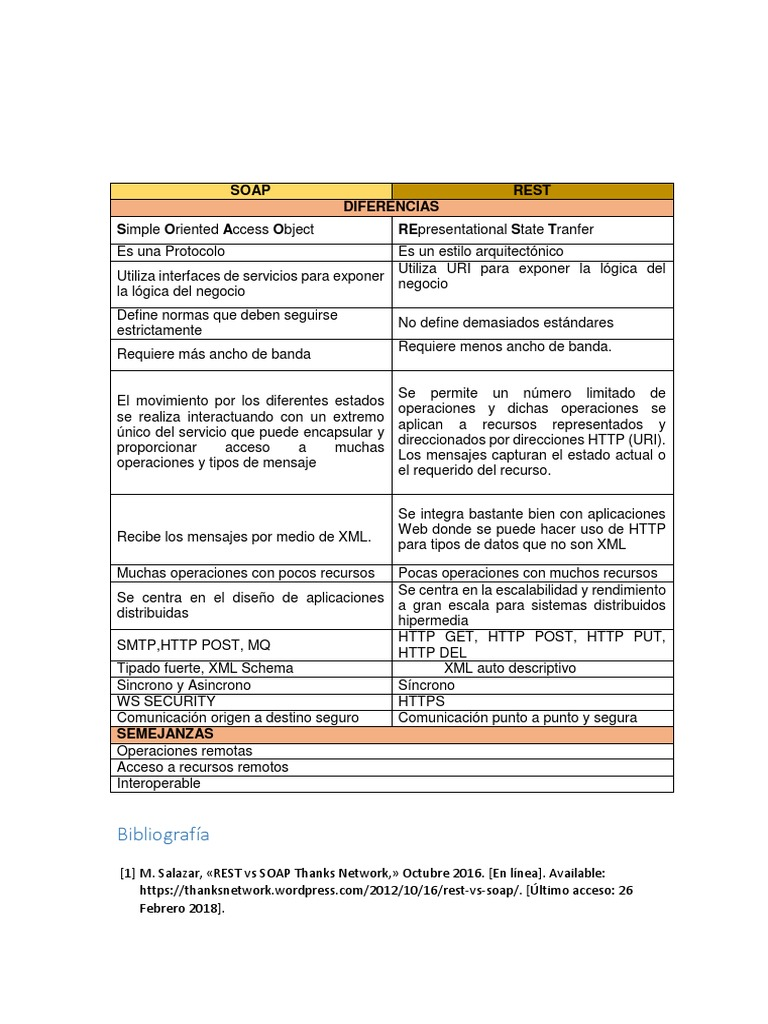 SOAP REST
DIFERENCIAS
Simple Oriented Access Object REpresentational State Tranfer
Es una Protocolo Es un estilo arquitectónico
Utiliza interfaces de servicios para exponer
la lógica del negocio
Utiliza URI para exponer la lógica del
negocio
Define normas que deben seguirse
estrictamente
No define demasiados estándares
Requiere más ancho de banda
Requiere menos ancho de banda.
El movimiento por los diferentes estados
se realiza interactuando con un extremo
único del servicio que puede encapsular y
proporcionar acceso a muchas
operaciones y tipos de mensaje
Se permite un número limitado de
operaciones y dichas operaciones se
aplican a recursos representados y
direccionados por direcciones HTTP (URI).
Los mensajes capturan el estado actual o
el requerido del recurso.
Recibe los mensajes por medio de XML.
Se integra bastante bien con aplicaciones
Web donde se puede hacer uso de HTTP
para tipos de datos que no son XML
Muchas operaciones con pocos recursos Pocas operaciones con muchos recursos
Se centra en el diseño de aplicaciones
distribuidas
Se centra en la escalabilidad y rendimiento
a gran escala para sistemas distribuidos
hipermedia
SMTP,HTTP POST, MQ
HTTP GET, HTTP POST, HTTP PUT,
HTTP DEL
Tipado fuerte, XML Schema XML auto descriptivo
Sincrono y Asincrono Síncrono
WS SECURITY HTTPS
Comunicación origen a destino seguro Comunicación punto a punto y segura
SEMEJANZAS
Operaciones remotas
Acceso a recursos remotos
Interoperable
Bibliografía
[1] M. Salazar, «REST vs SOAP Thanks Network,» Octubre 2016. [En línea]. Available:
https://thanksnetwork.wordpress.com/2012/10/16/rest-vs-soap/. [Último acceso: 26
Febrero 2018].